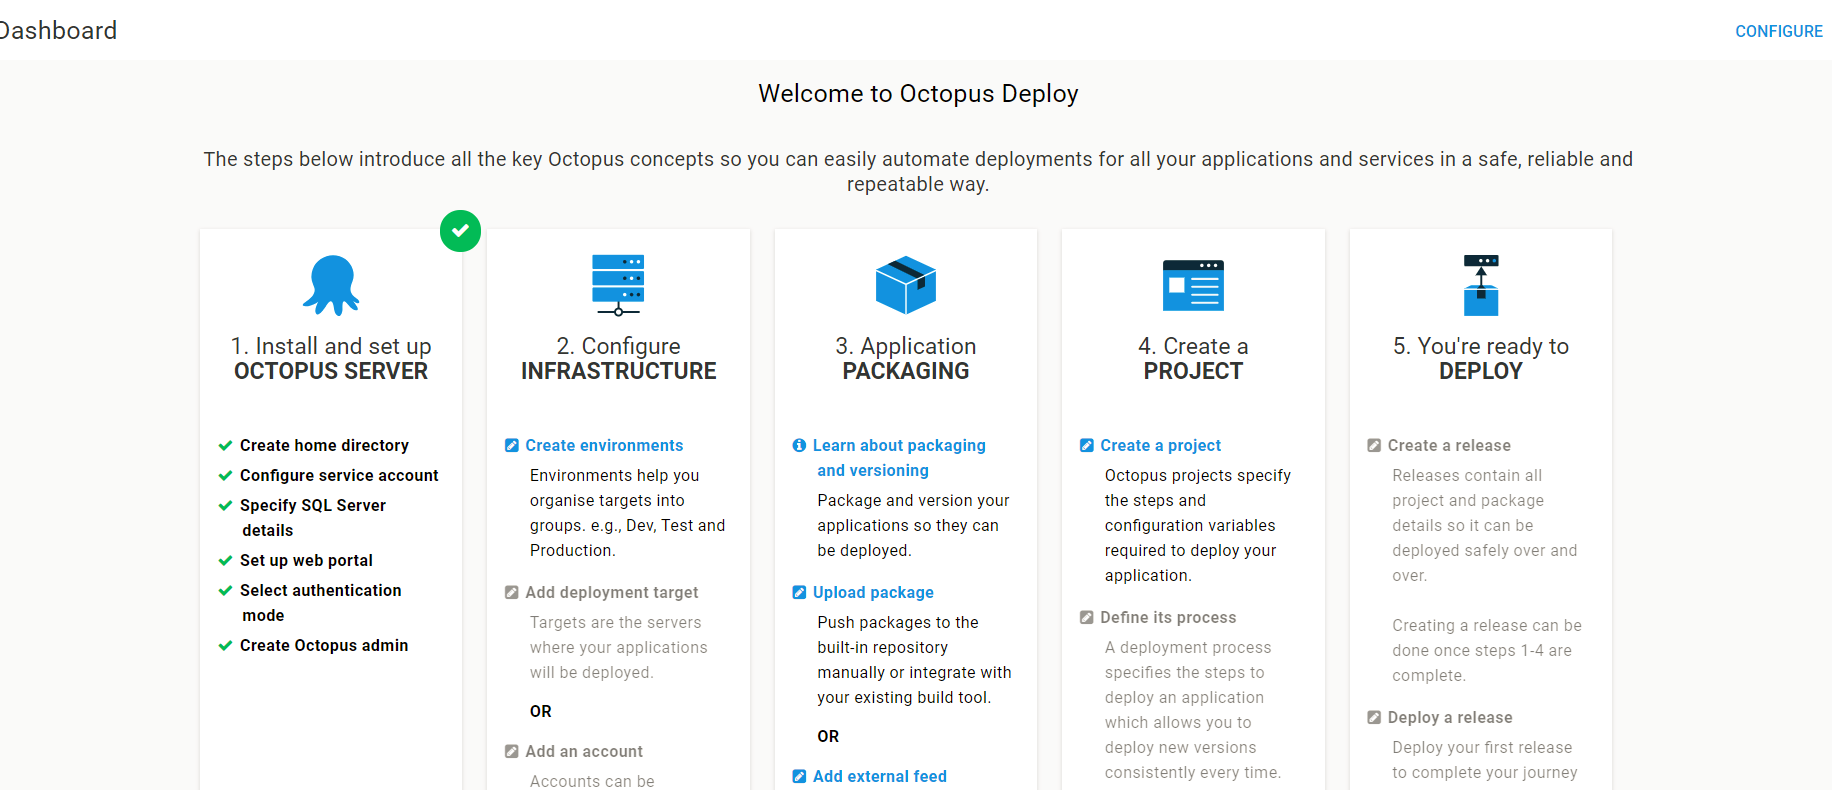 Dashboard
CONFIGURE
Welcome to Octopus Deploy
The steps below introduce all the key Octopus concepts so you can easily automate deployments for all your applications and services in a safe, reliable and
repeatable way.
1. Install and set up
OCTOPUS SERVER
Create home directory
Configure service account
Specify SQL Server
details
Set up web portal
Select authentication
mode
Create Octopus admin
2. Configure
INFRASTRUCTURE
Create environments
Environments help you
organise targets into
groups. e.g., Dev, Test and
Production.
Add deployment target
Targets are the servers
where your applications
will be deployed.
OR
Add an account
Accounts can be
3. Application
PACKAGING
Learn about packaging
and versioning
Package and version your
applications so they can
be deployed.
Upload package
Push packages to the
built-in repository
manually or integrate with
your existing build tool.
OR
Add external feed
4. Create a
PROJECT
Create a project
Octopus projects specify
the steps and
configuration variables
required to deploy your
application.
Define its process
A deployment process
specifies the steps to
deploy an application
which allows you to
deploy new versions
consistently every time.
5. You're ready to
DEPLOY
Create a release
Releases contain all
project and package
details so it can be
deployed safely over and
over.
Creating a release can be
done once steps 1-4 are
complete.
Deploy a release
Deploy your first release
to complete your journey